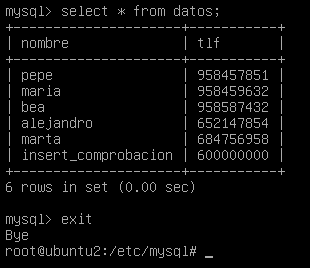 mysql> select * from datos;
+--------------------+-----------+
| nombre             | tlf       |
+--------------------+-----------+
| pepe               | 958457851 |
| maria              | 958459632 |
| bea                | 958587432 |
| alejandro          | 652147854 |
| marta              | 684756958 |
| insert_comprobacion | 600000000 |
+--------------------+-----------+
6 rows in set (0.00 sec)
mysql> exit
Bye
root@ubuntu2:/etc/mysql# _